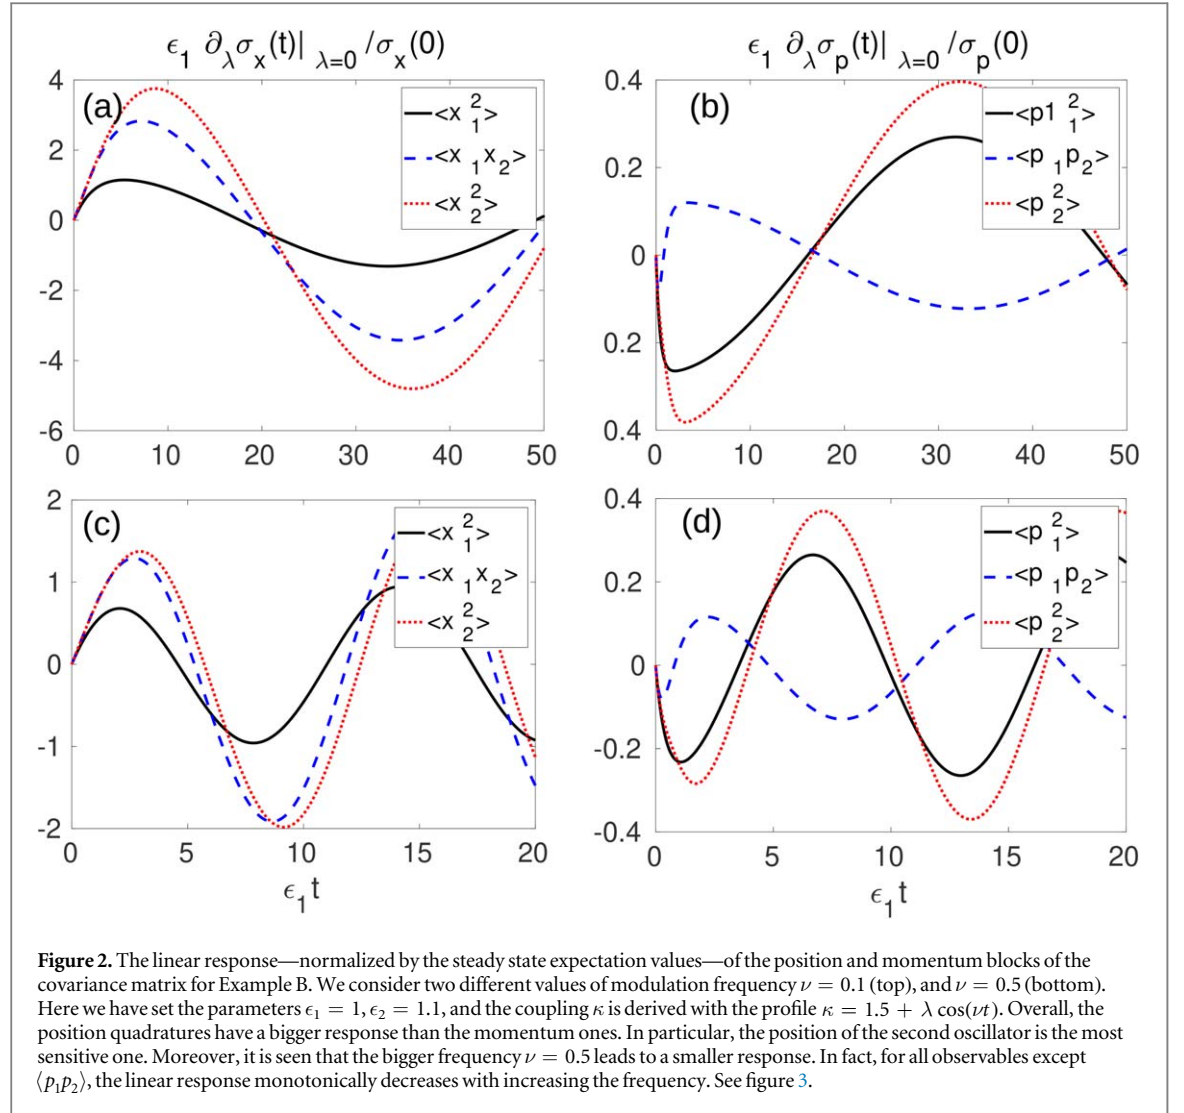 ϵ₁ ∂_λσ_x(t)|_λ=0 /σ_x(0)
ϵ₁ ∂_λσ_p(t)|_λ=0 /σ_p(0)
(a)
4
2
0
-2
-4
-6
0 10 20 30 40 50
<x₁²>
<x₁x₂>
<x₂²>
(b)
0.4
0.2
0
0.2
0.4
0 10 20 30 40 50
<p1₁²>
<p₁p₂>
<p₂²>
(c)
2
1
0
-1
-2
0 5 10 15 20
ϵ₁t
<x₁²>
<x₁x₂>
<x₂²>
(d)
0.4
0.2
0
-0.2
-0.4
0 5 10 15 20
ϵ₁t
<p₁²>
<p₁p₂>
<p₂²>
Figure 2. The linear response—normalized by the steady state expectation values—of the position and momentum blocks of the
covariance matrix for Example B. We consider two different values of modulation frequency ν = 0.1 (top), and ν = 0.5 (bottom).
Here we have set the parameters ϵ₁ = 1, ϵ₂ = 1.1, and the coupling κ is derived with the profile κ = 1.5 + λ cos(νt). Overall, the
position quadratures have a bigger response than the momentum ones. In particular, the position of the second oscillator is the most
sensitive one. Moreover, it is seen that the bigger frequency ν = 0.5 leads to a smaller response. In fact, for all observables except
⟨p₁p₂⟩, the linear response monotonically decreases with increasing the frequency. See figure 3.